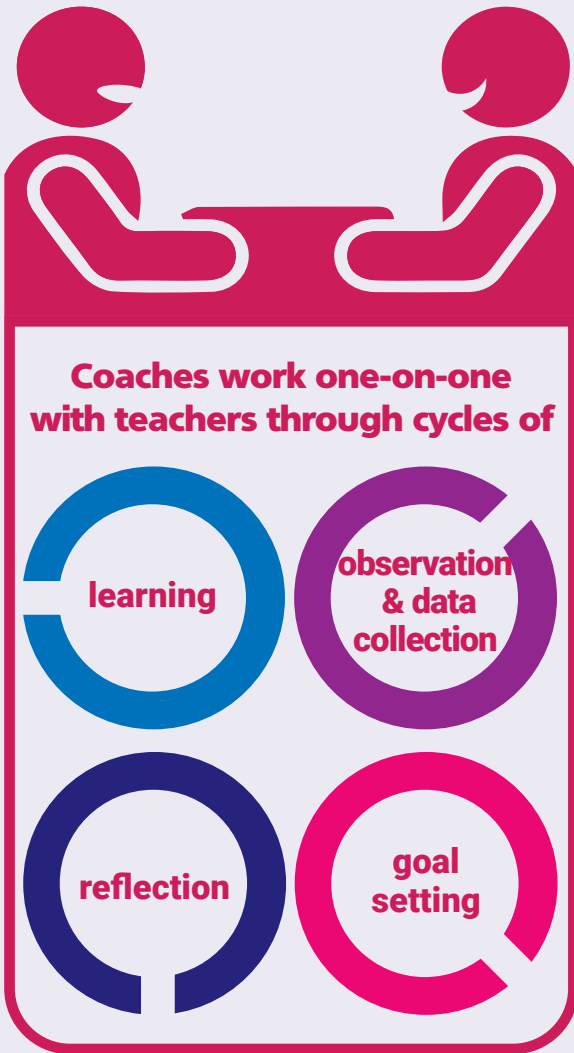 Coaches work one-on-one
with teachers through cycles of
learning
observation
& data
collection
reflection
goal
setting